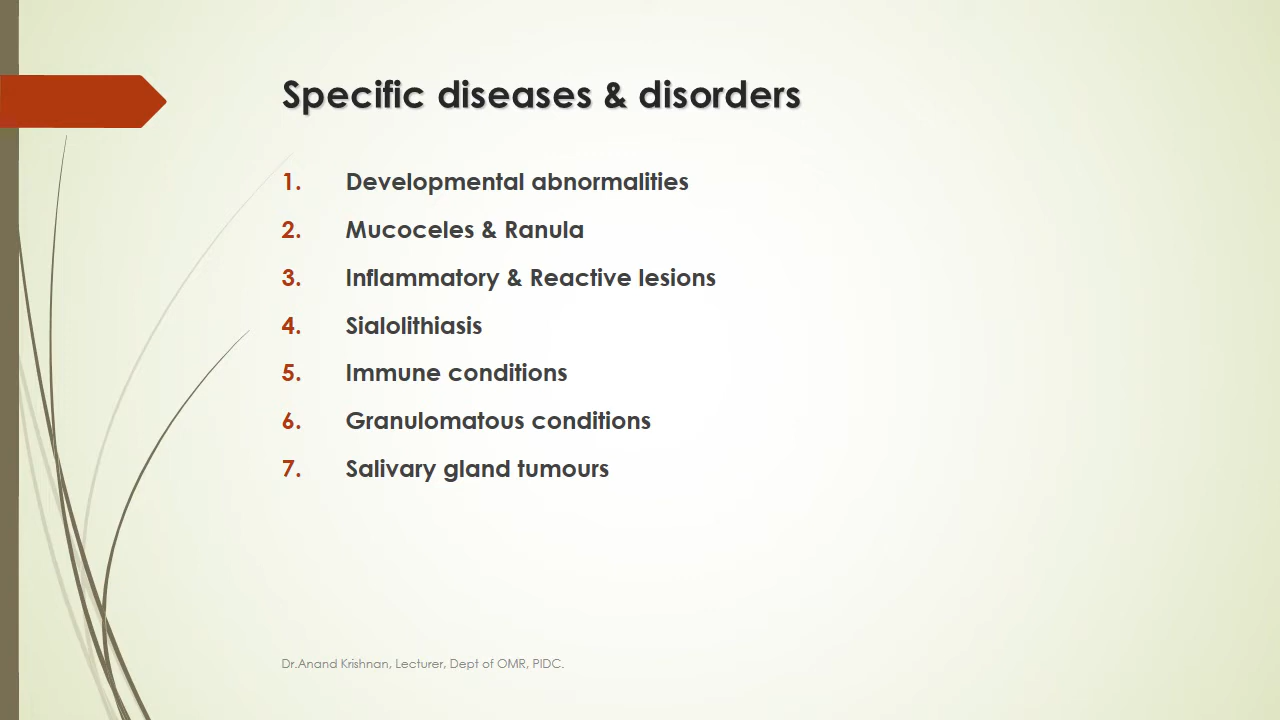 Specific diseases & disorders
1. Developmental abnormalities
2. Mucoceles & Ranula
3. Inflammatory & Reactive lesions
4. Sialolithiasis
5. Immune conditions
6. Granulomatous conditions
7. Salivary gland tumours
Dr.Anand Krishnan, Lecturer, Dept of OMR, PIDC.